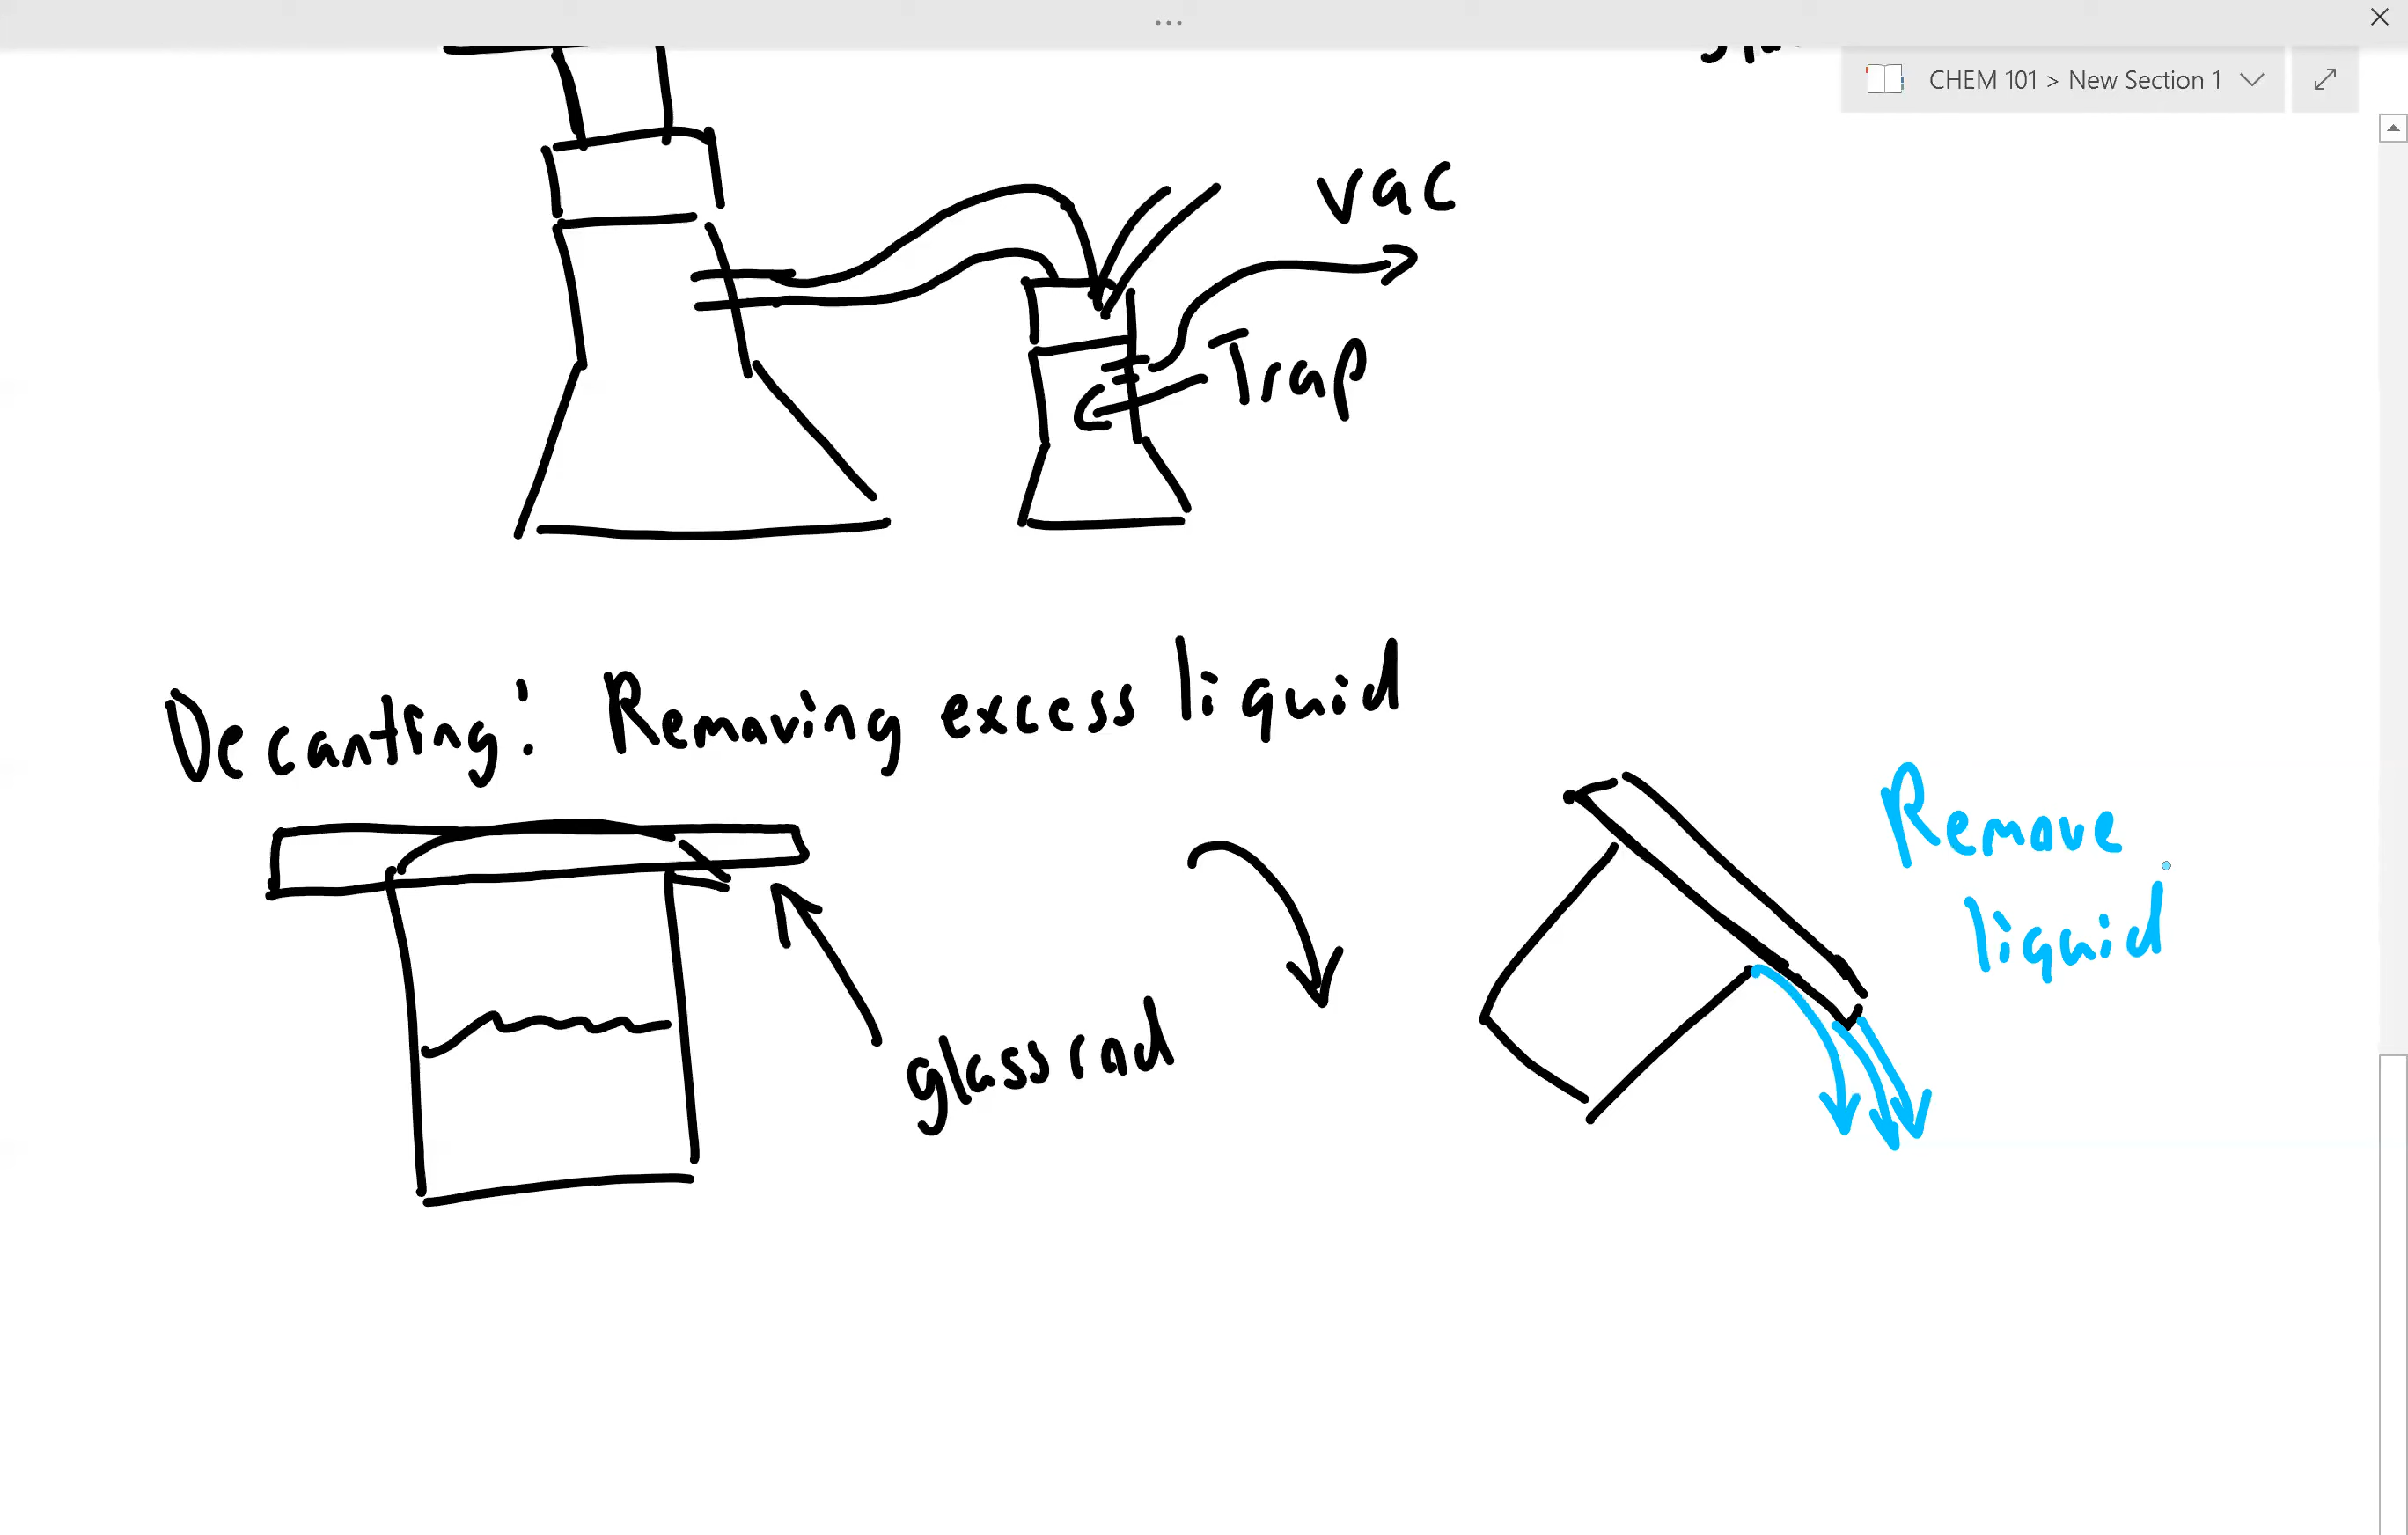 CHEM 101 > New Section 1
vac
Trap
Decanting: Removing excess liquid
Remove
liquid
glass rod